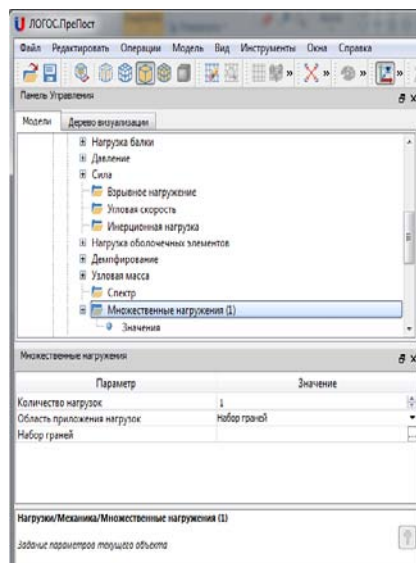 ЛОГОС.ПреПост
Файл Редактировать Операции Модель Вид Инструменты Окна Справка
Панель Управления
Модели Дерево визуализации
Нагрузка балки
Давление
Сила
Взрывное нагружение
Угловая скорость
Инерционная нагрузка
Нагрузка оболочечных элементов
Демпфирование
Узловая масса
Спектр
Множественные нагружения (1)
Значения
Множественные нагружения
Параметр Значение
Количество нагрузок 1
Область приложения нагрузок Набор граней
Набор граней ...
Нагрузки/Механика/Множественные нагружения (1)
Задание параметров текущего объекта